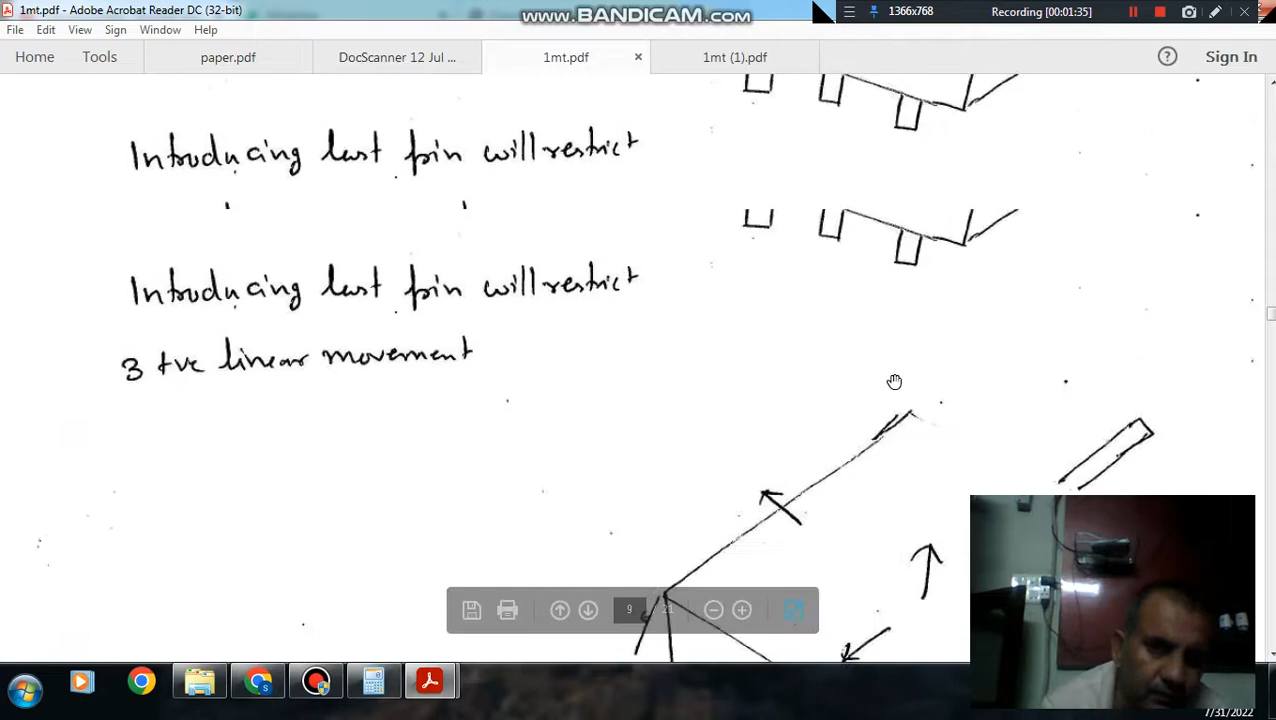 1mt.pdf - Adobe Acrobat Reader DC (32-bit)
www.BANDICAM.com
1366x768
Recording [00:01:35]
File Edit View Sign Window Help
Home Tools paper.pdf DocScanner 12 Jul ... 1mt.pdf × 1mt (1).pdf ? Sign In
Introducing last pin will restrict
Introducing last pin will restrict
3 +ve linear movement
9 / 21
7/31/2022